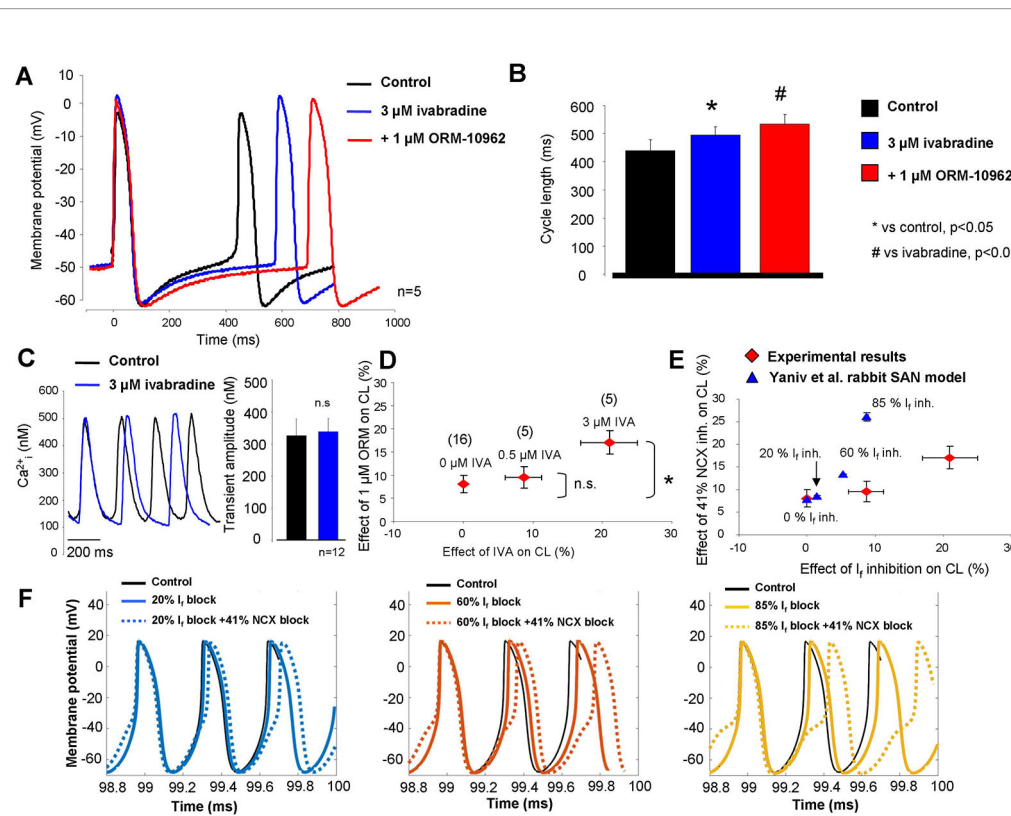 A
10
0
-10
-20
-30
-40
-50
-60
Membrane potential (mV)
Control
3 µM ivabradine
+ 1 µM ORM-10962
n=5
0
200
400
600
800
1000
Time (ms)
B
600
500
400
300
200
100
0
Cycle length (ms)
*
#
Control
3 µM ivabradine
+ 1 µM ORM-10962
* vs control, p<0.05
# vs ivabradine, p<0.0
C
Control
3 µM ivabradine
600
500
400
300
200
100
0
Ca²⁺ᵢ (nM)
200 ms
Transient amplitude (nM)
500
400
300
200
100
0
n.s
n=12
D
Effect of 1 µM ORM on CL (%)
30
25
20
15
10
5
0
(16)
0 µM IVA
(5)
0.5 µM IVA
(5)
3 µM IVA
n.s.
*
-10
0
10
20
30
Effect of IVA on CL (%)
E
Experimental results
Yaniv et al. rabbit SAN model
Effect of 41% NCX inh. on CL (%)
30
25
20
15
10
5
0
85 % If inh.
20 % If inh.
60 % If inh.
0 % If inh.
-10
0
10
20
30
Effect of If inhibition on CL (%)
F
Membrane potential (mV)
40
20
0
-20
-40
-60
Control
20% If block
20% If block +41% NCX block
98.8 99 99.2 99.4 99.6 99.8 100
Time (ms)
40
20
0
-20
-40
-60
Control
60% If block
60% If block +41% NCX block
98.8 99 99.2 99.4 99.6 99.8 100
Time (ms)
40
20
0
-20
-40
-60
Control
85% If block
85% If block +41% NCX block
98.8 99 99.2 99.4 99.6 99.8 100
Time (ms)